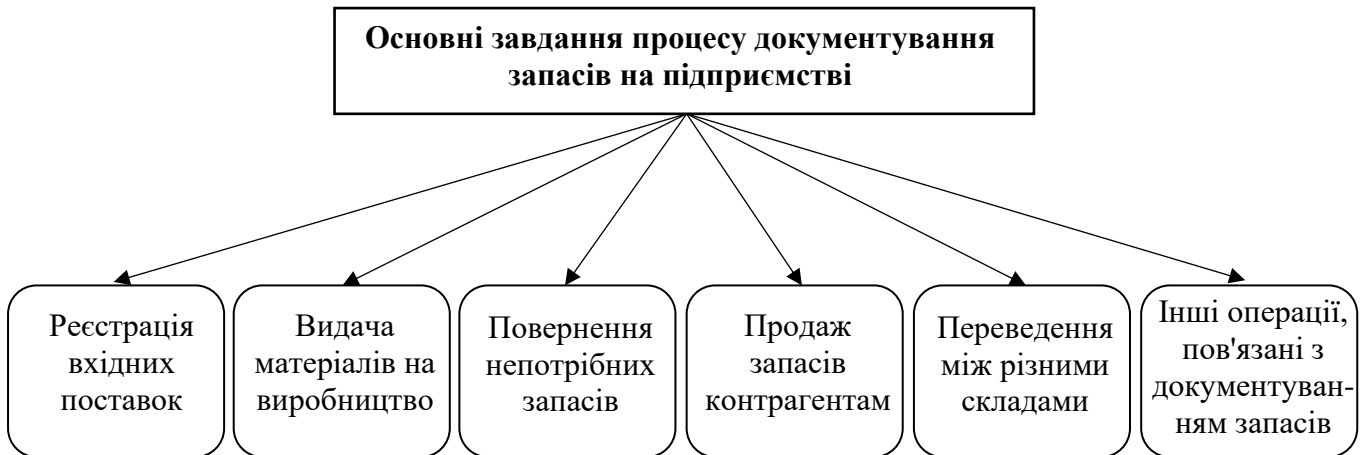 Основні завдання процесу документування
запасів на підприємстві
Реєстрація
вхідних
поставок
Видача
матеріалів на
виробництво
Повернення
непотрібних
запасів
Продаж
запасів
контрагентам
Переведення
між різними
складами
Інші операції,
пов'язані з
документуван-
ням запасів